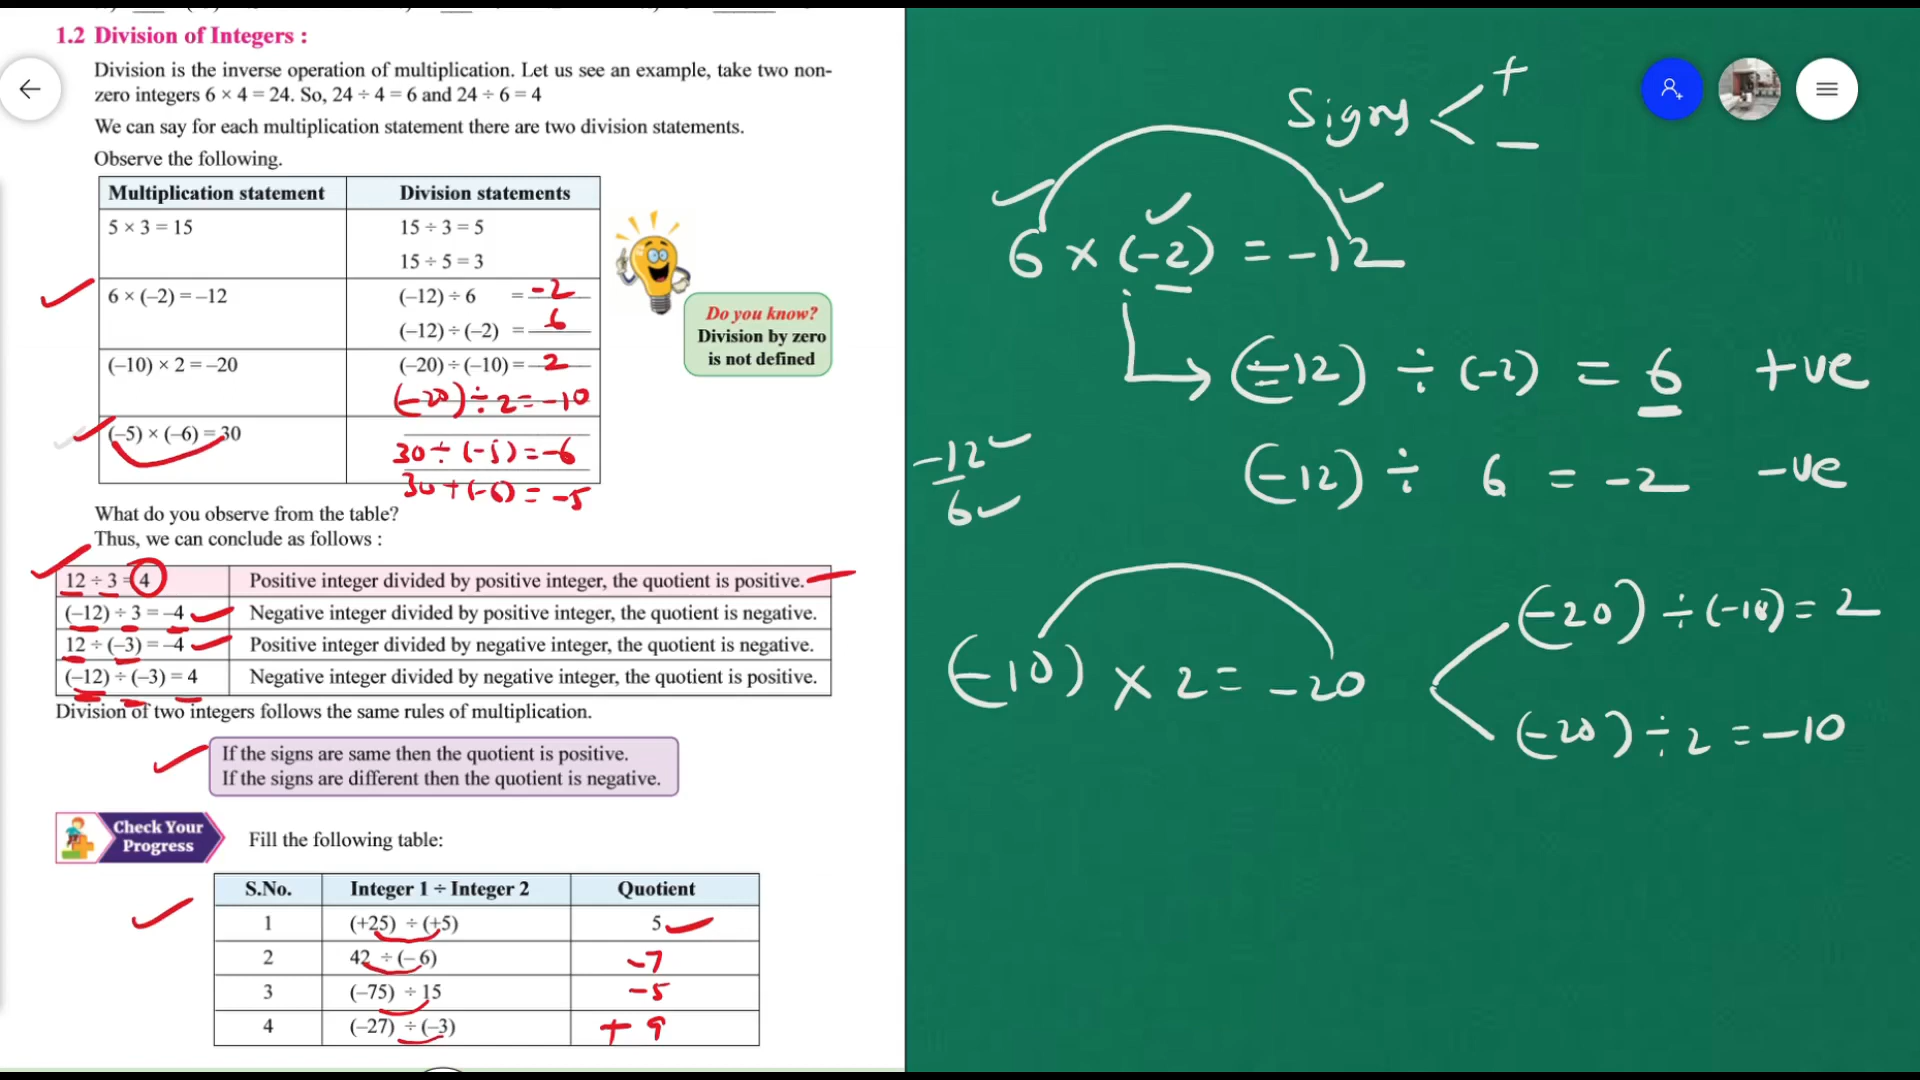 1.2 Division of Integers :
Division is the inverse operation of multiplication. Let us see an example, take two non-
zero integers 6 × 4 = 24. So, 24 ÷ 4 = 6 and 24 ÷ 6 = 4
We can say for each multiplication statement there are two division statements.
Observe the following.
Multiplication statement Division statements
5 × 3 = 15 15 ÷ 3 = 5
15 ÷ 5 = 3
6 × (–2) = –12 (–12) ÷ 6 = -2
(–12) ÷ (–2) = 6
(–10) × 2 = –20 (–20) ÷ (–10) = 2
(-20) ÷ 2 = -10
(–5) × (–6) = 30
30 ÷ (-5) = -6
30 ÷ (-6) = -5
Do you know?
Division by zero
is not defined
What do you observe from the table?
Thus, we can conclude as follows :
12 ÷ 3 = 4 Positive integer divided by positive integer, the quotient is positive.
(–12) ÷ 3 = –4 Negative integer divided by positive integer, the quotient is negative.
12 ÷ (–3) = –4 Positive integer divided by negative integer, the quotient is negative.
(–12) ÷ (–3) = 4 Negative integer divided by negative integer, the quotient is positive.
Division of two integers follows the same rules of multiplication.
If the signs are same then the quotient is positive.
If the signs are different then the quotient is negative.
Check Your
Progress
Fill the following table:
S.No. Integer 1 ÷ Integer 2 Quotient
1 (+25) ÷ (+5) 5
2 42 ÷ (– 6) -7
3 (–75) ÷ 15 -5
4 (–27) ÷ (–3) + 9
Signs < +
-
6 × (-2) = -12
(-12) ÷ (-2) = 6 +ve
-12
6
(-12) ÷ 6 = -2 -ve
(-10) × 2 = -20
(-20) ÷ (-10) = 2
(-20) ÷ 2 = -10